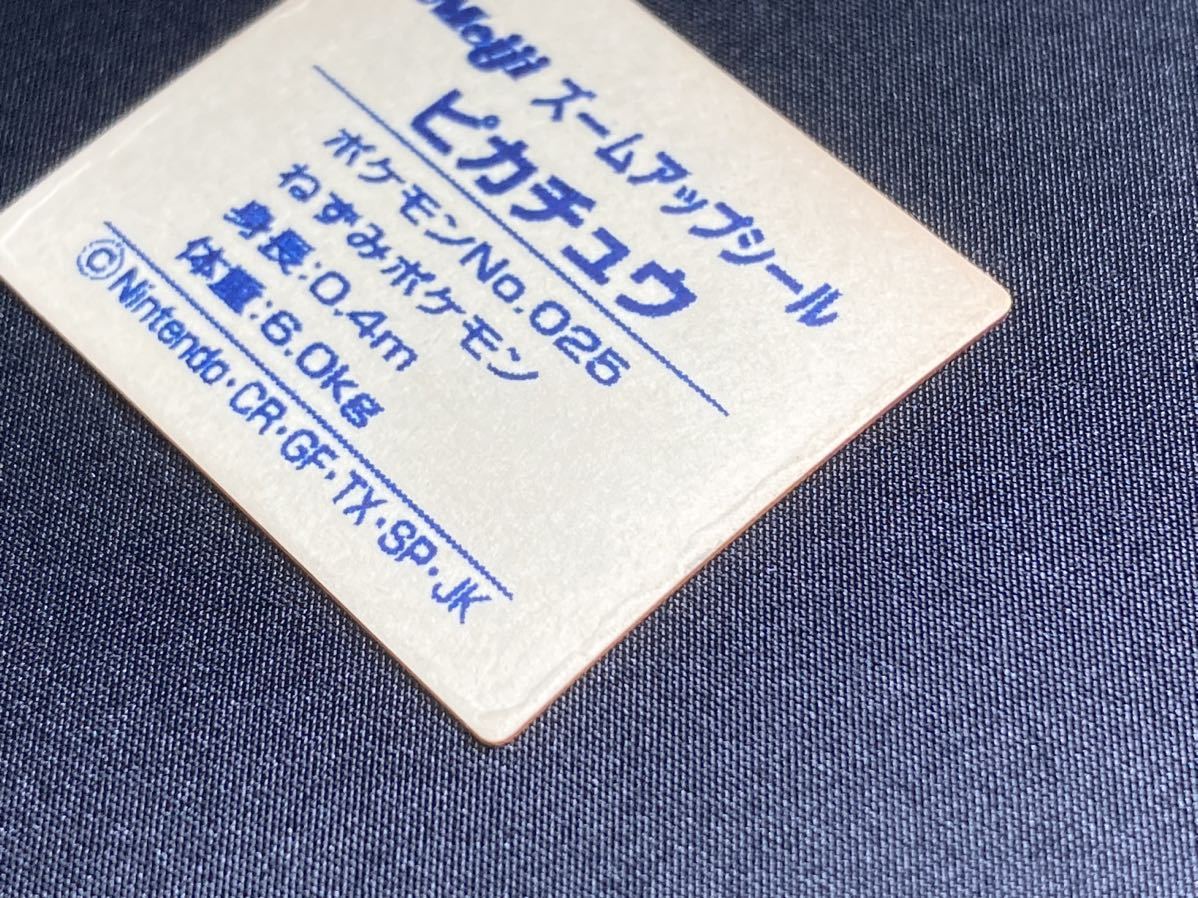 Meiji ズームアップシール
ピカチュウ
ポケモンNo.025
ねずみポケモン
身長:0.4m
体重:6.0kg
©Nintendo・CR・GF・TX・SP・JK